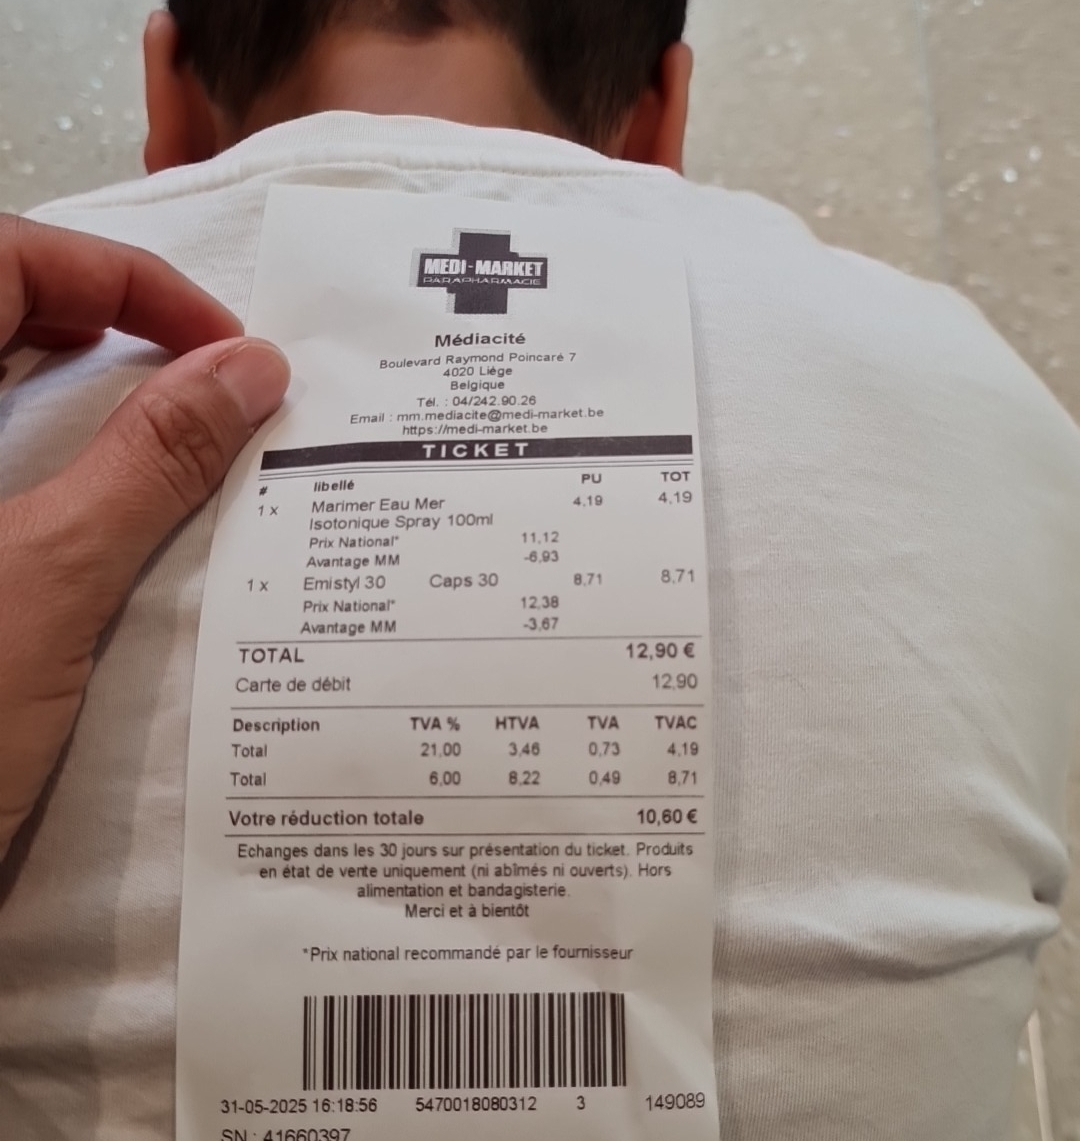 MEDI-MARKET
PARAPHARMACIE
Médiacité
Boulevard Raymond Poincaré 7
4020 Liége
Belgique
Tél. : 04/242.90.26
Email : mm.mediacite@medi-market.be
https://medi-market.be
TICKET
# libellé PU TOT
1 x Marimer Eau Mer 4,19 4,19
Isotonique Spray 100ml
Prix National* 11,12
Avantage MM -6,93
1 x Emistyl 30 Caps 30 8,71 8,71
Prix National* 12,38
Avantage MM -3,67
TOTAL 12,90 €
Carte de débit 12,90
Description TVA % HTVA TVA TVAC
Total 21,00 3,46 0,73 4,19
Total 6,00 8,22 0,49 8,71
Votre réduction totale 10,60 €
Echanges dans les 30 jours sur présentation du ticket. Produits
en état de vente uniquement (ni abîmés ni ouverts). Hors
alimentation et bandagisterie.
Merci et à bientôt
*Prix national recommandé par le fournisseur
31-05-2025 16:18:56 5470018080312 3 149089
SN : 41660397